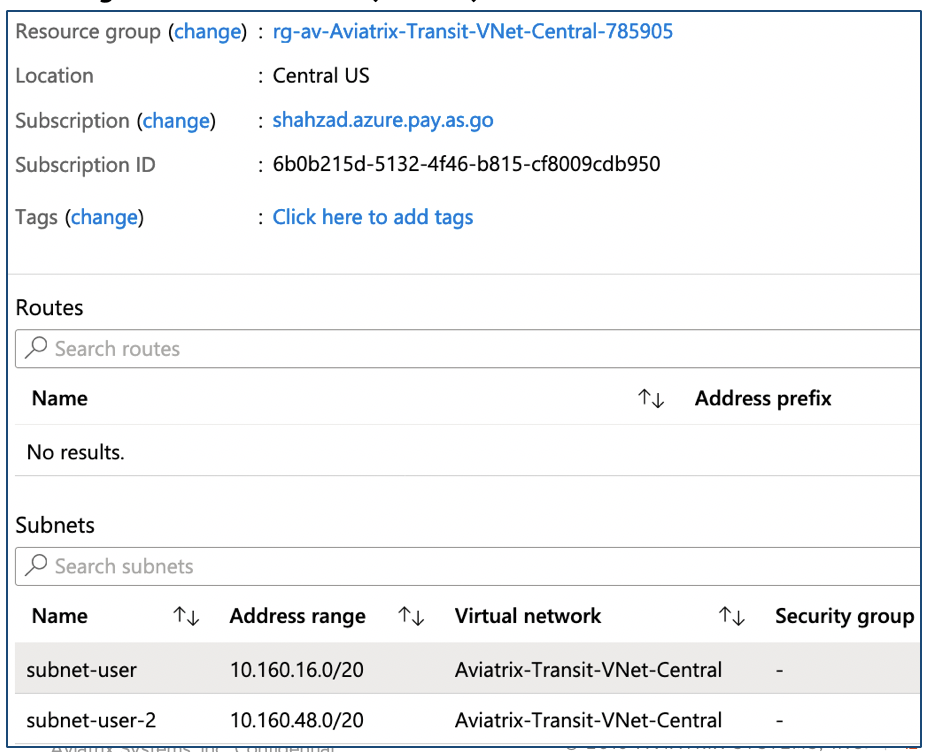 Resource group (change) : rg-av-Aviatrix-Transit-VNet-Central-785905
Location : Central US
Subscription (change) : shahzad.azure.pay.as.go
Subscription ID : 6b0b215d-5132-4f46-b815-cf8009cdb950
Tags (change) : Click here to add tags
Routes
Search routes
Name ↑↓ Address prefix
No results.
Subnets
Search subnets
Name ↑↓ Address range ↑↓ Virtual network ↑↓ Security group
subnet-user 10.160.16.0/20 Aviatrix-Transit-VNet-Central -
subnet-user-2 10.160.48.0/20 Aviatrix-Transit-VNet-Central -